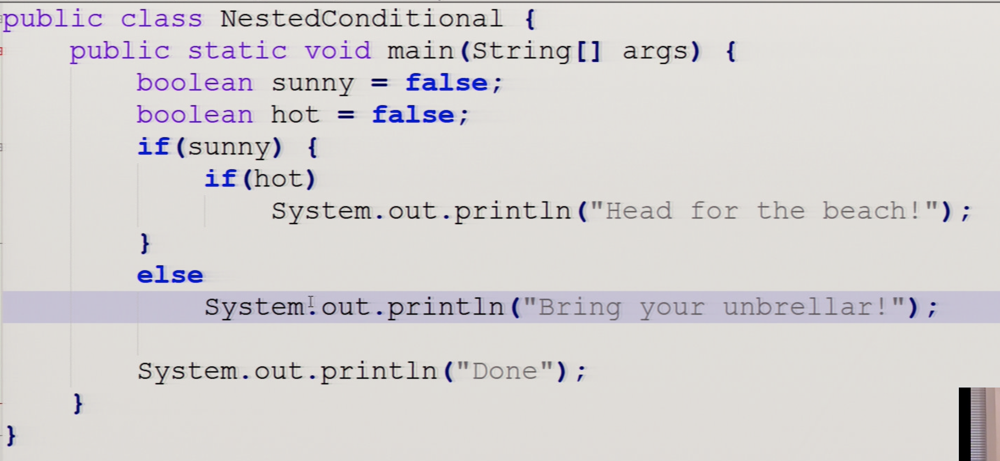 public class NestedConditional {
    public static void main(String[] args) {
        boolean sunny = false;
        boolean hot = false;
        if(sunny) {
            if(hot)
                System.out.println("Head for the beach!");
        }
        else
            System.out.println("Bring your unbrellar!");

        System.out.println("Done");
    }
}